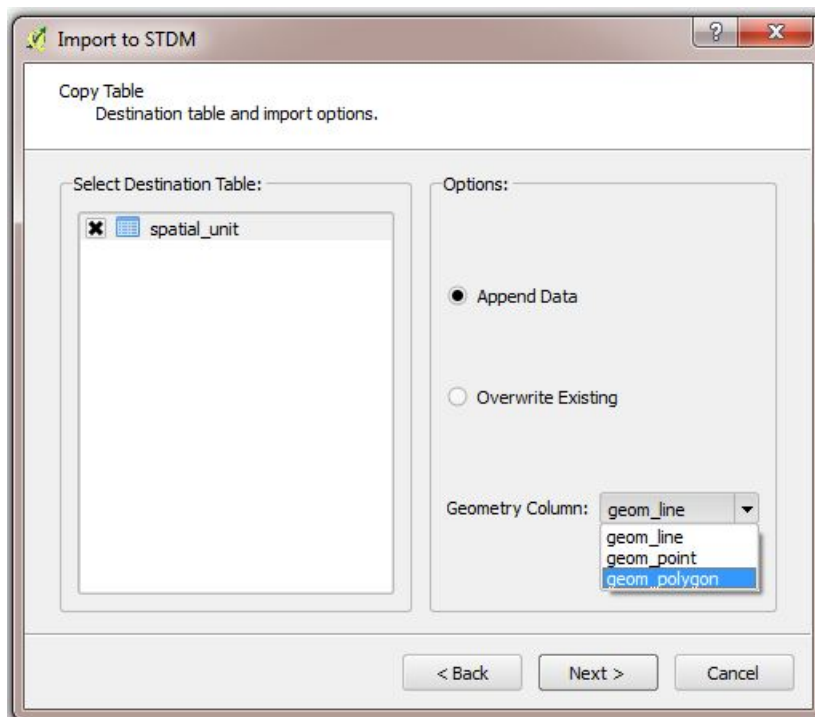 Import to STDM
Copy Table
Destination table and import options.
Select Destination Table:
spatial_unit
Options:
Append Data
Overwrite Existing
Geometry Column: geom_line
geom_line
geom_point
geom_polygon
< Back Next > Cancel